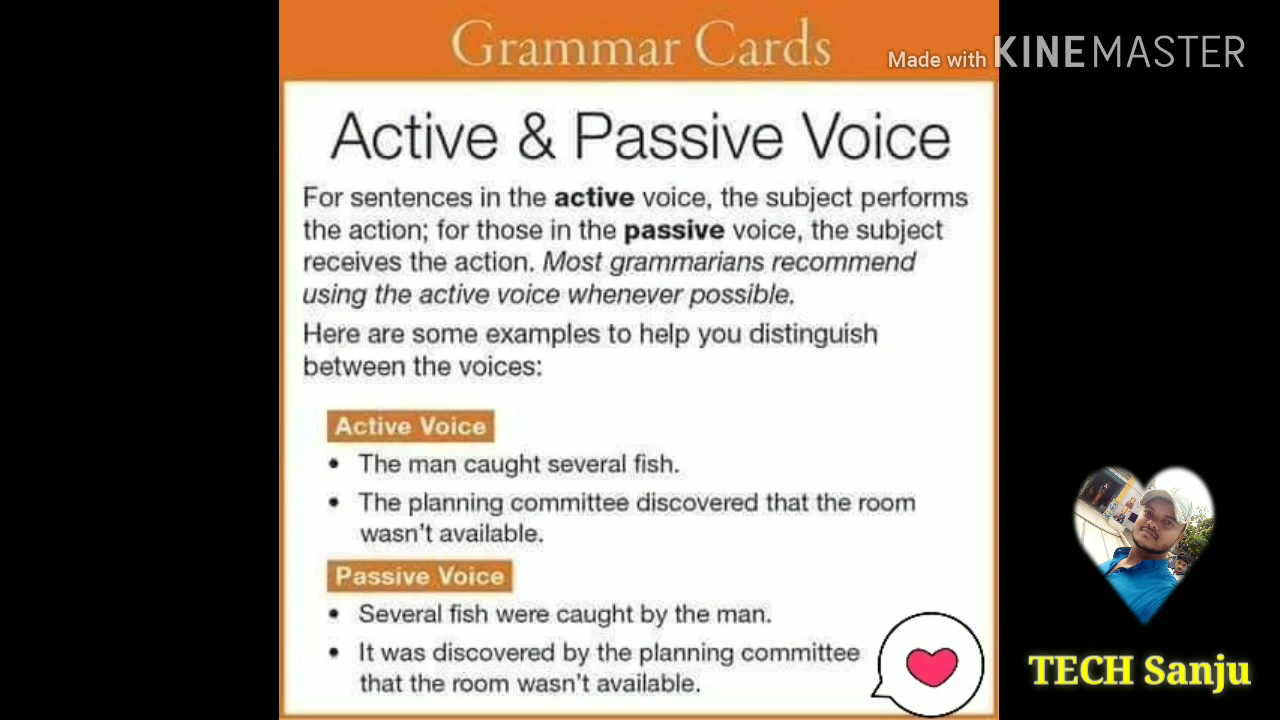 Grammar Cards
Made with KINEMASTER
Active & Passive Voice
For sentences in the active voice, the subject performs
the action; for those in the passive voice, the subject
receives the action. Most grammarians recommend
using the active voice whenever possible.
Here are some examples to help you distinguish
between the voices:
Active Voice
• The man caught several fish.
• The planning committee discovered that the room
wasn't available.
Passive Voice
• Several fish were caught by the man.
• It was discovered by the planning committee
that the room wasn't available.
TECH Sanju